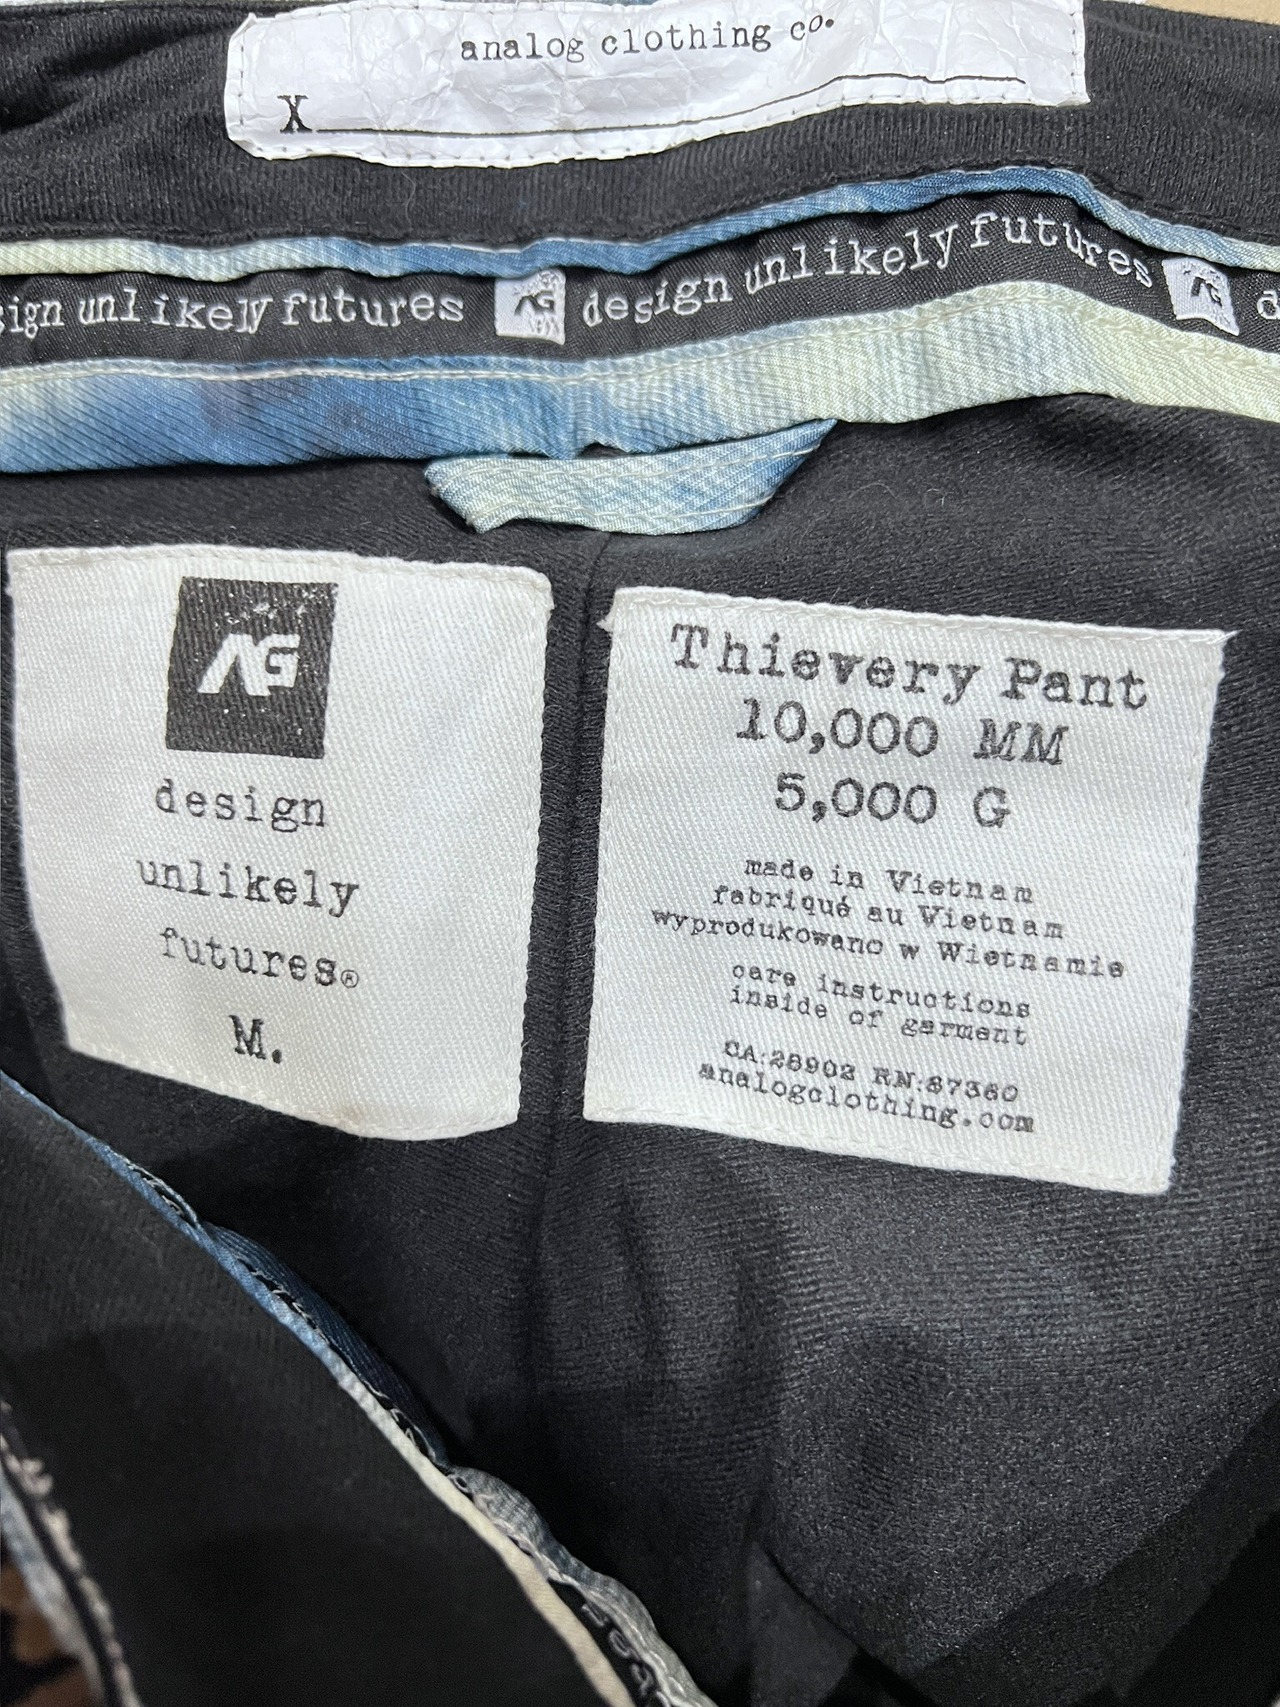 analog clothing co.
X
sign unlikely futures AG design unlikely futures AG d
AG
design
unlikely
futures®
M.
Thievery Pant
10,000 MM
5,000 G
made in Vietnam
fabriqué au Vietnam
wyprodukowano w Wietnamie
care instructions
inside of garment
CA:28902 RN:87360
analogclothing.com